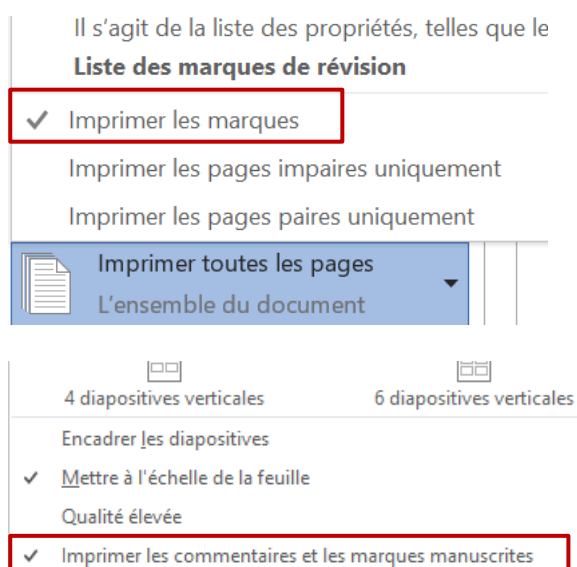 Il s'agit de la liste des propriétés, telles que le
Liste des marques de révision
Imprimer les marques
Imprimer les pages impaires uniquement
Imprimer les pages paires uniquement
Imprimer toutes les pages
L'ensemble du document
4 diapositives verticales 6 diapositives verticales
Encadrer les diapositives
Mettre à l'échelle de la feuille
Qualité élevée
Imprimer les commentaires et les marques manuscrites